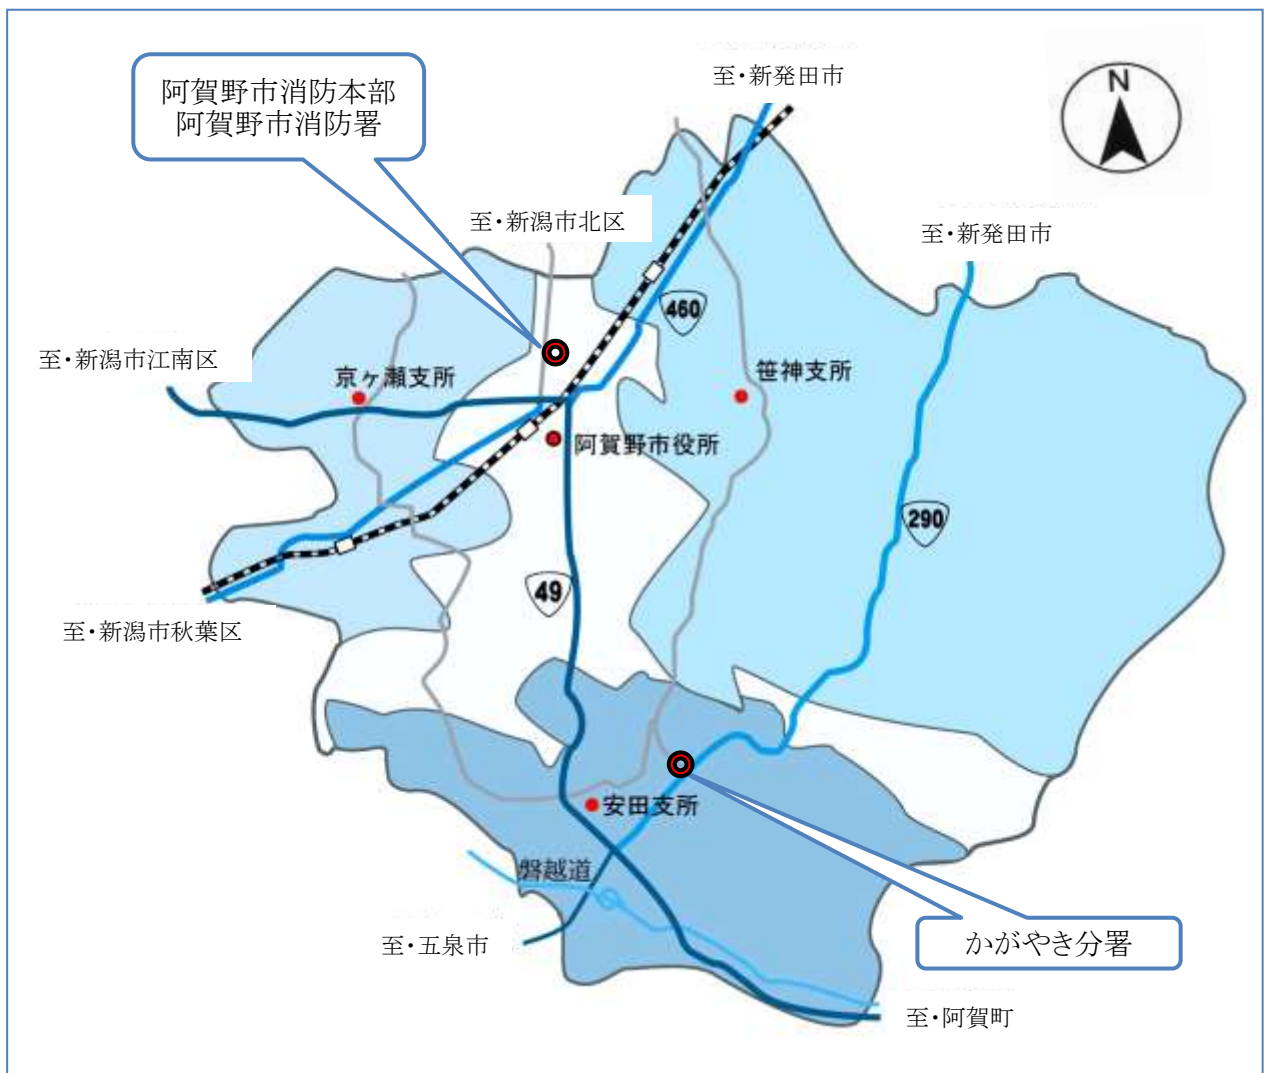 至・新発田市
N
阿賀野市消防本部
阿賀野市消防署
至・新潟市北区
至・新発田市
460
至・新潟市江南区
京ヶ瀬支所
笹神支所
阿賀野市役所
290
49
至・新潟市秋葉区
安田支所
磐越道
至・五泉市
かがやき分署
至・阿賀町